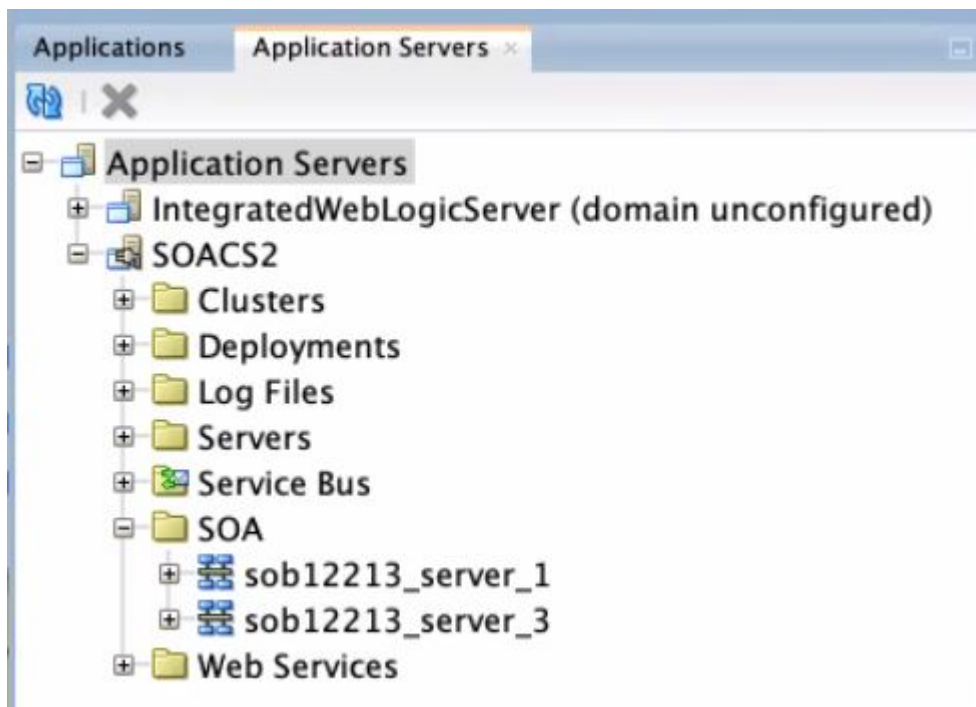 Applications Application Servers
Application Servers
IntegratedWebLogicServer (domain unconfigured)
SOACS2
Clusters
Deployments
Log Files
Servers
Service Bus
SOA
sob12213_server_1
sob12213_server_3
Web Services